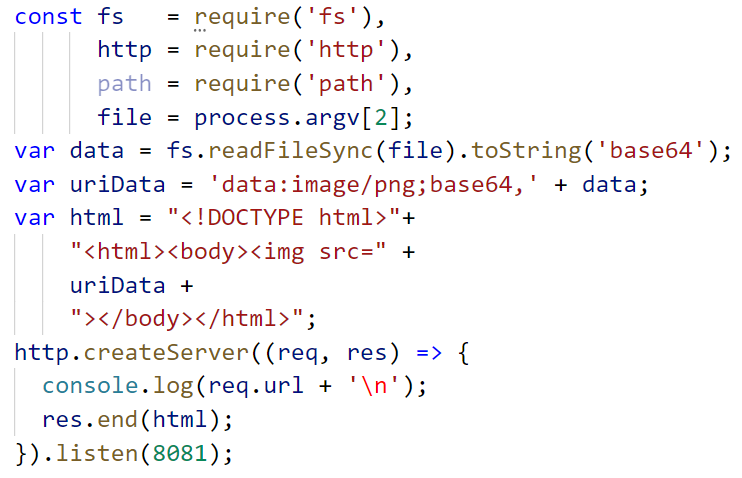 const fs   = require('fs'),
      http = require('http'),
      path = require('path'),
      file = process.argv[2];
var data = fs.readFileSync(file).toString('base64');
var uriData = 'data:image/png;base64,' + data;
var html = "<!DOCTYPE html>"+
    "<html><body><img src=" +
    uriData +
    "></body></html>";
http.createServer((req, res) => {
  console.log(req.url + '\n');
  res.end(html);
}).listen(8081);